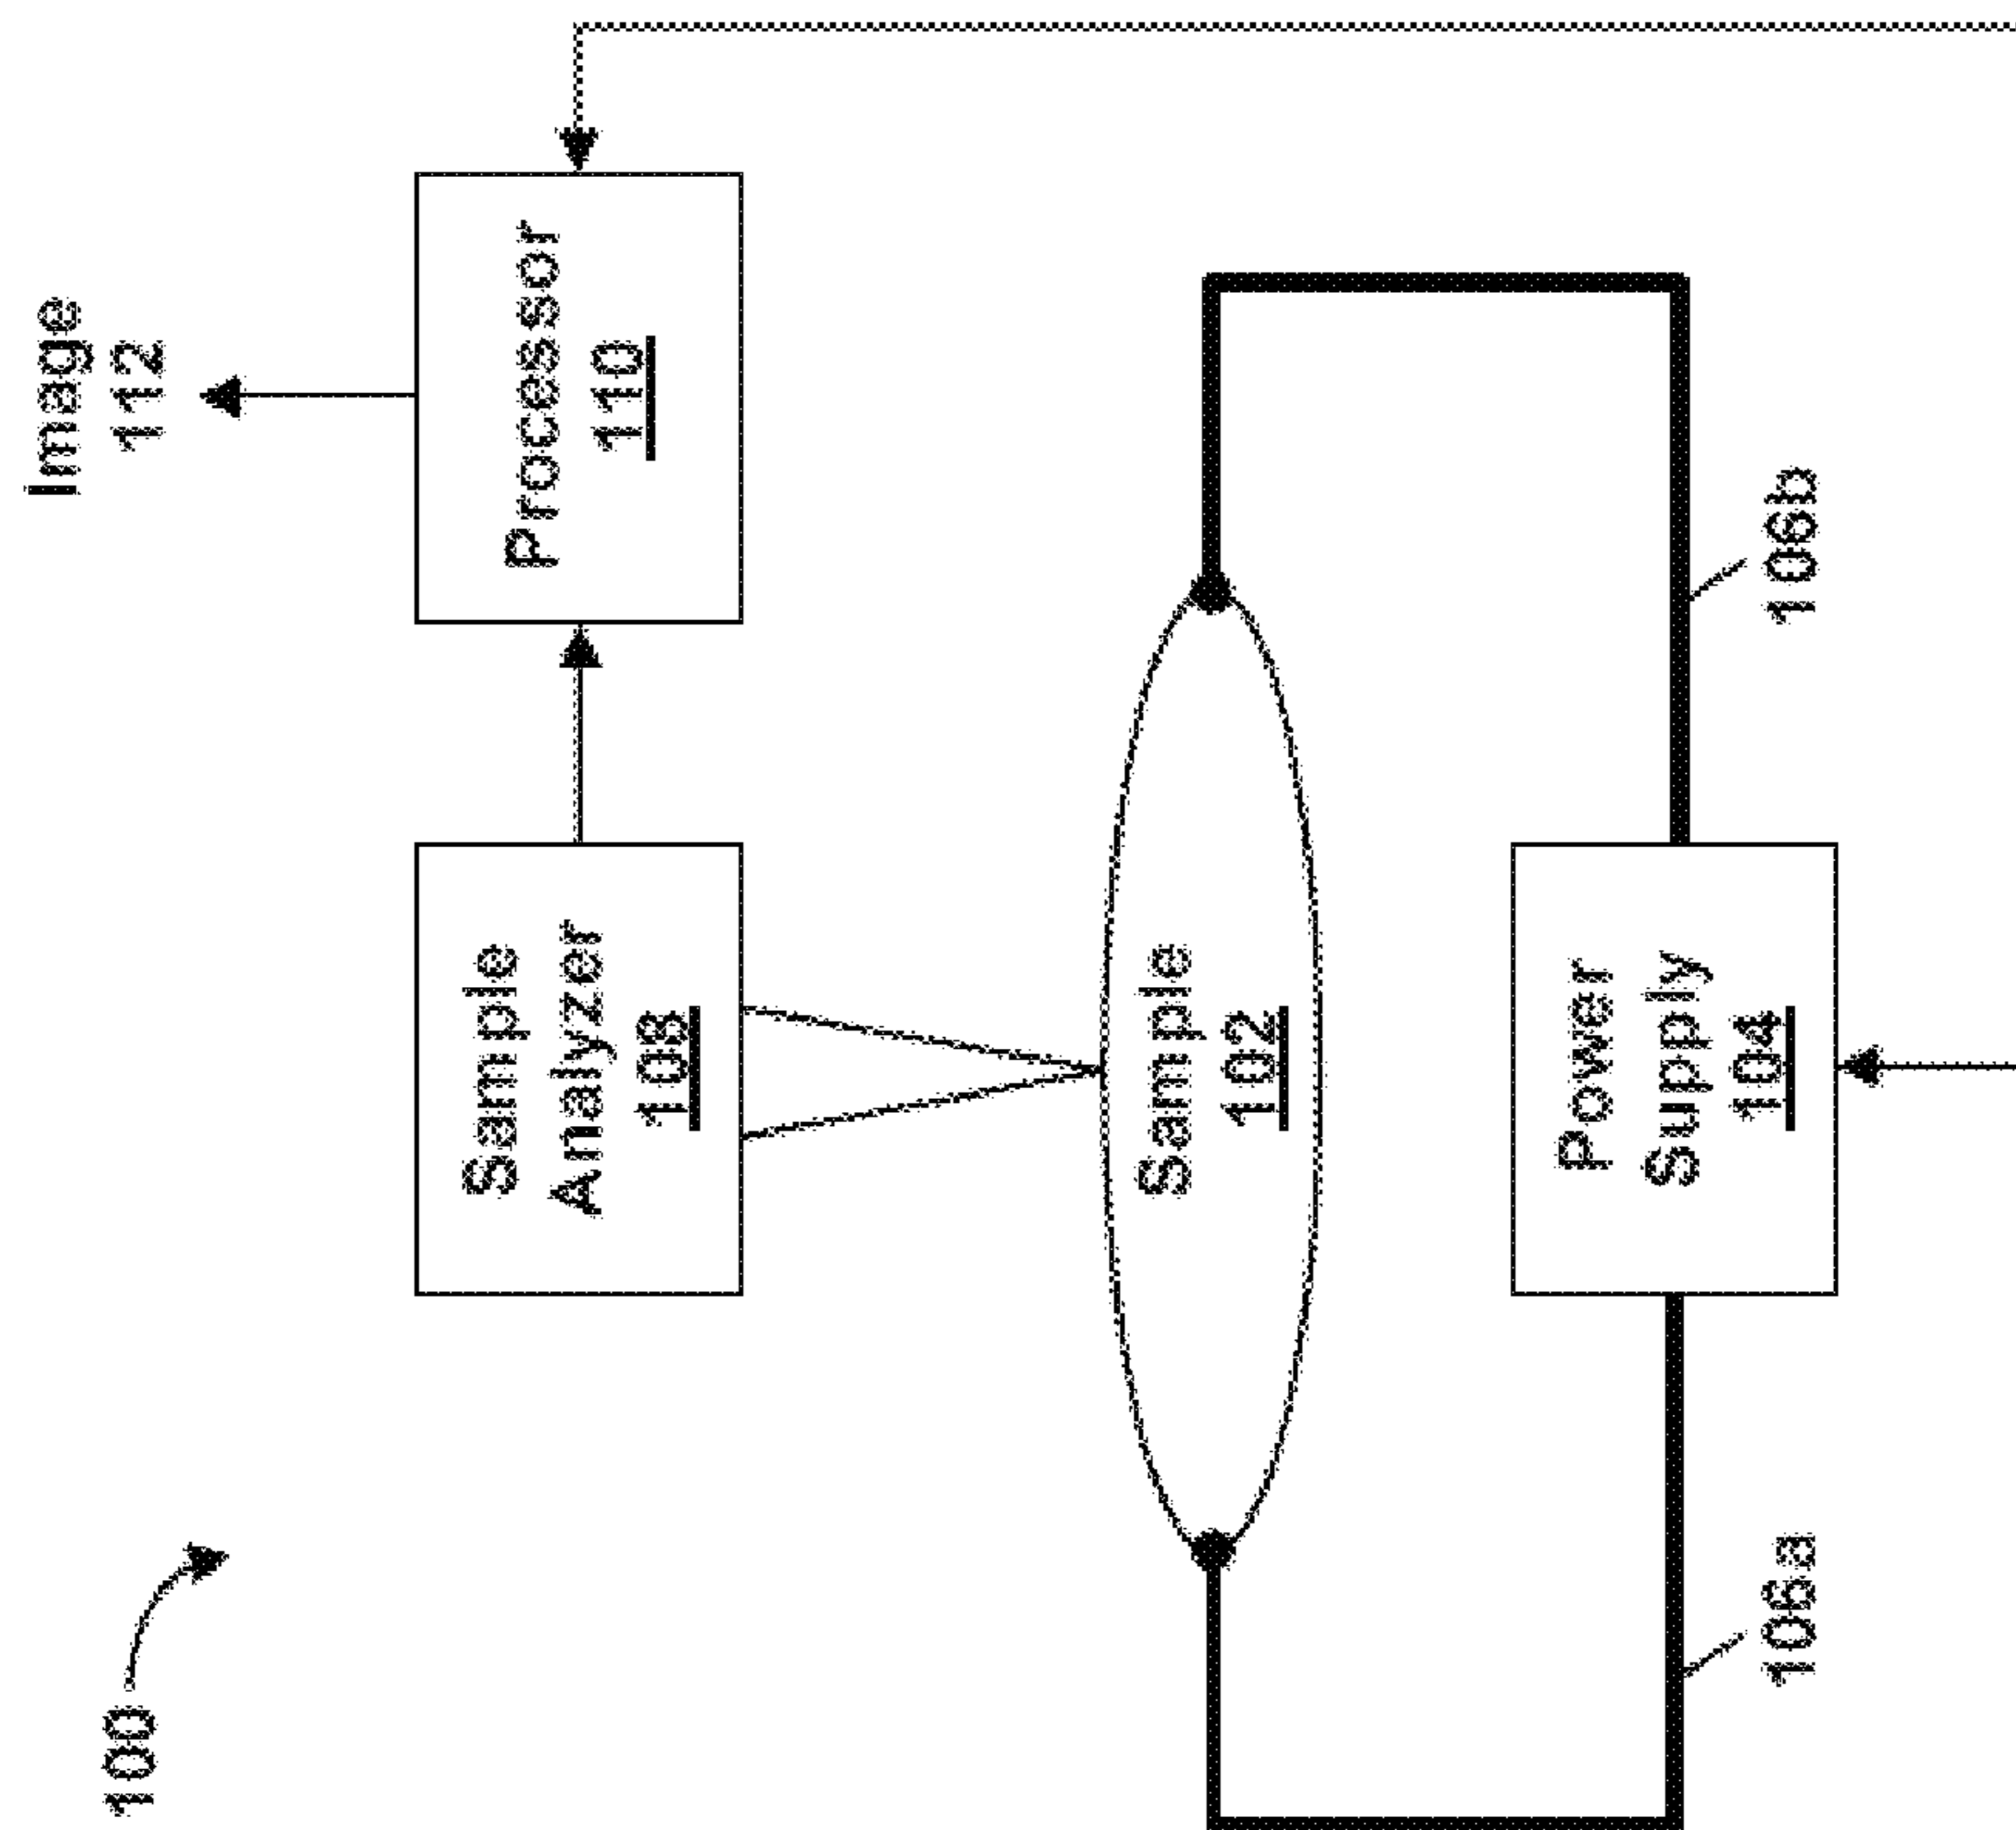 100
Image
112
Sample
Analyzer
108
Processor
110
Sample
102
Power
Supply
104
106a
106b